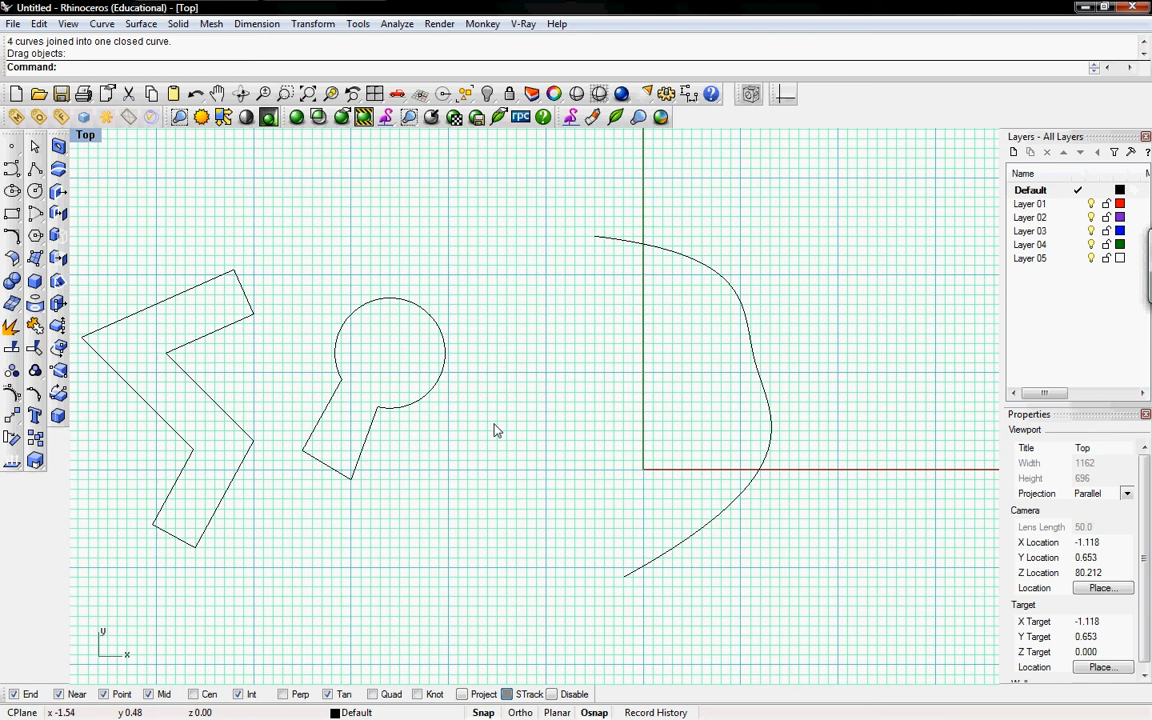 Untitled - Rhinoceros (Educational) - [Top]
File Edit View Curve Surface Solid Mesh Dimension Transform Tools Analyze Render Monkey V-Ray Help
4 curves joined into one closed curve.
Drag objects:
Command:
rpc
Top
Layers - All Layers
Name
Default
Layer 01
Layer 02
Layer 03
Layer 04
Layer 05
Properties
Viewport
Title Top
Width 1162
Height 696
Projection Parallel
Camera
Lens Length 50.0
X Location -1.118
Y Location 0.653
Z Location 80.212
Location Place...
Target
X Target -1.118
Y Target 0.653
Z Target 0.000
Location Place...
y
x
End Near Point Mid Cen Int Perp Tan Quad Knot Project STrack Disable
CPlane x -1.54 y 0.48 z 0.00 Default Snap Ortho Planar Osnap Record History